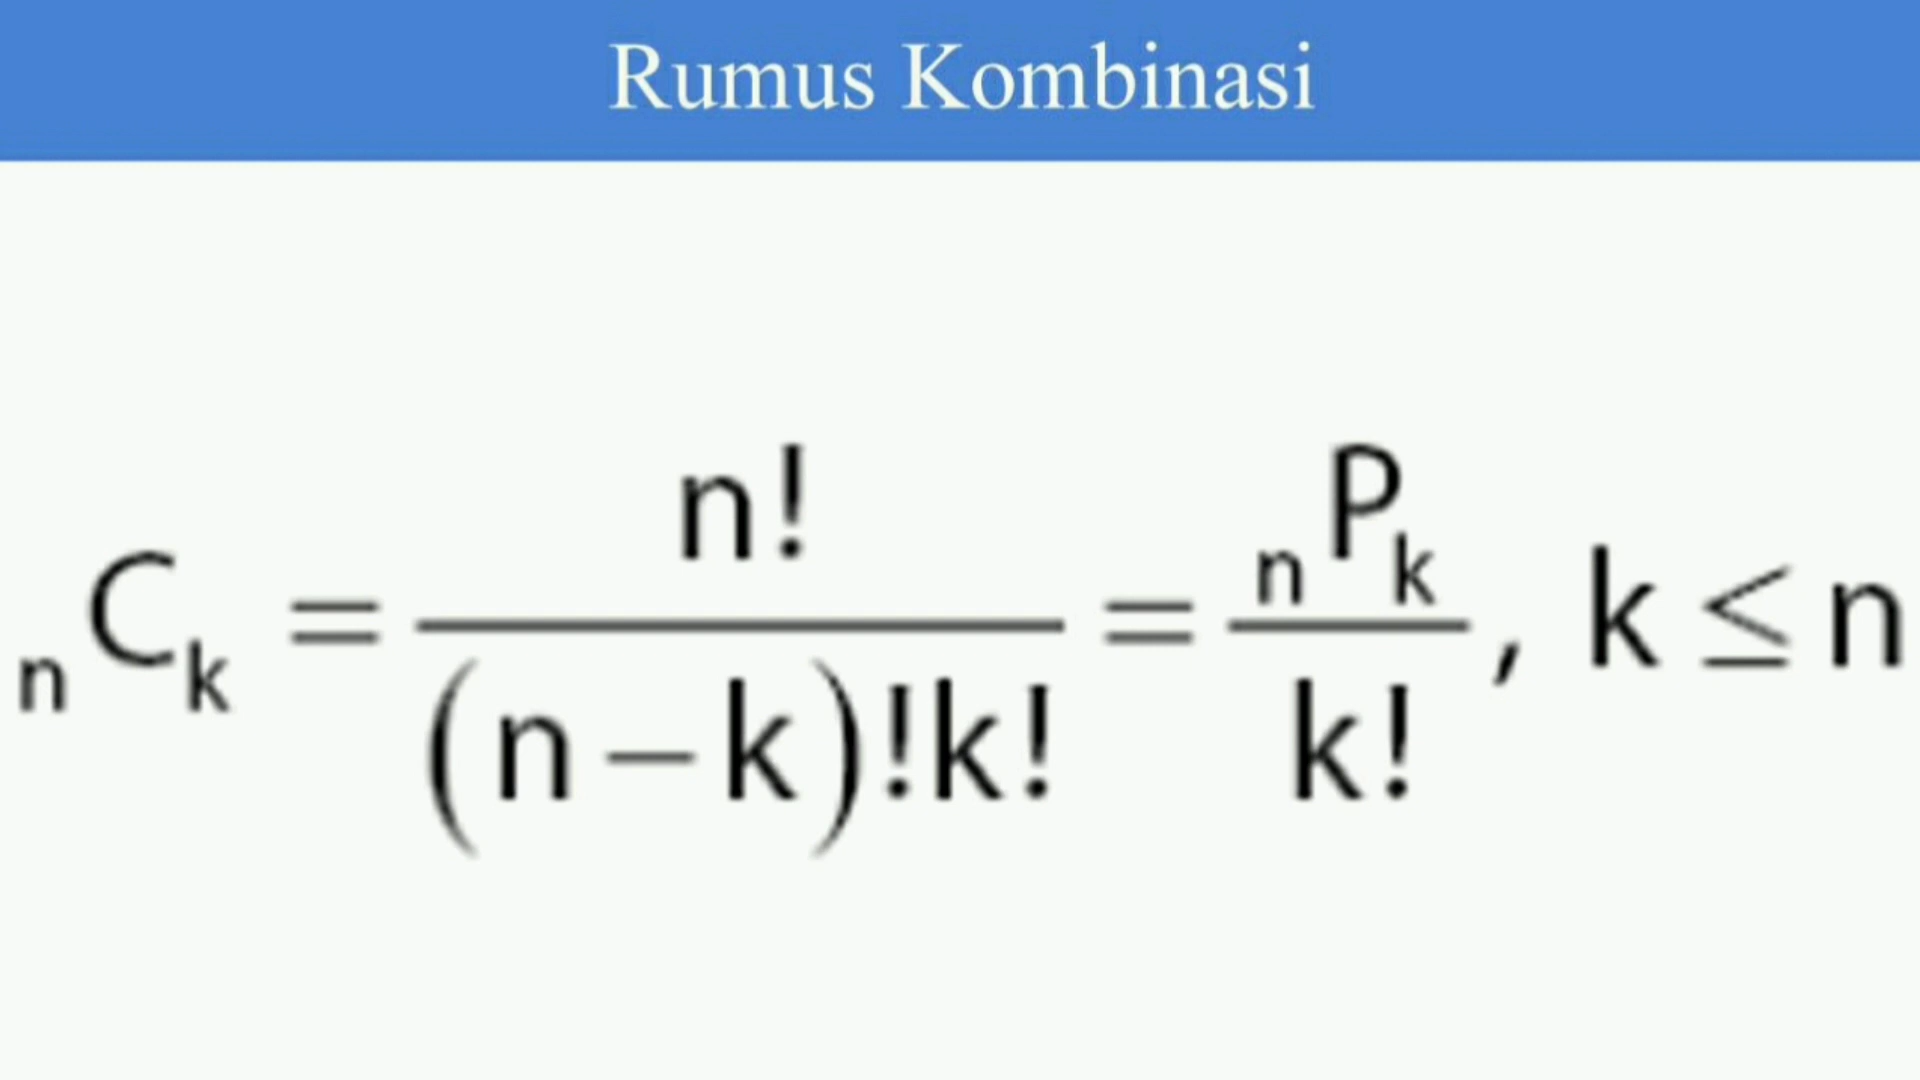 Rumus Kombinasi
nCk = n! / (n−k)!k! = nPk / k! , k ≤ n